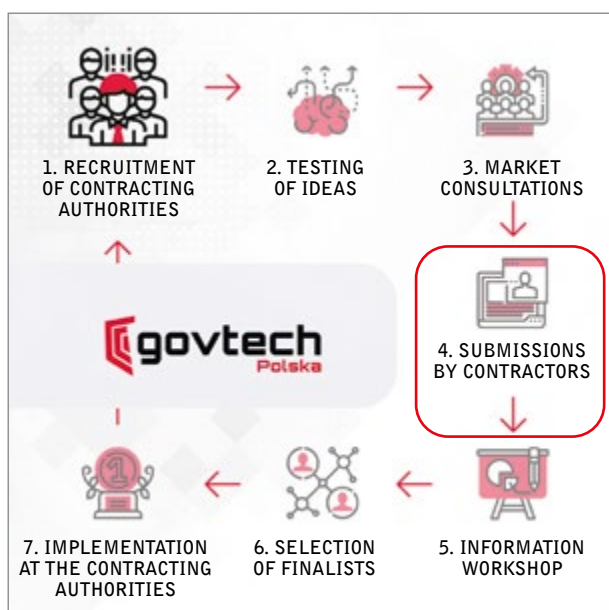 1. RECRUITMENT
OF CONTRACTING
AUTHORITIES
2. TESTING
OF IDEAS
3. MARKET
CONSULTATIONS
govtech
Polska
4. SUBMISSIONS
BY CONTRACTORS
7. IMPLEMENTATION
AT THE CONTRACTING
AUTHORITIES
6. SELECTION
OF FINALISTS
5. INFORMATION
WORKSHOP